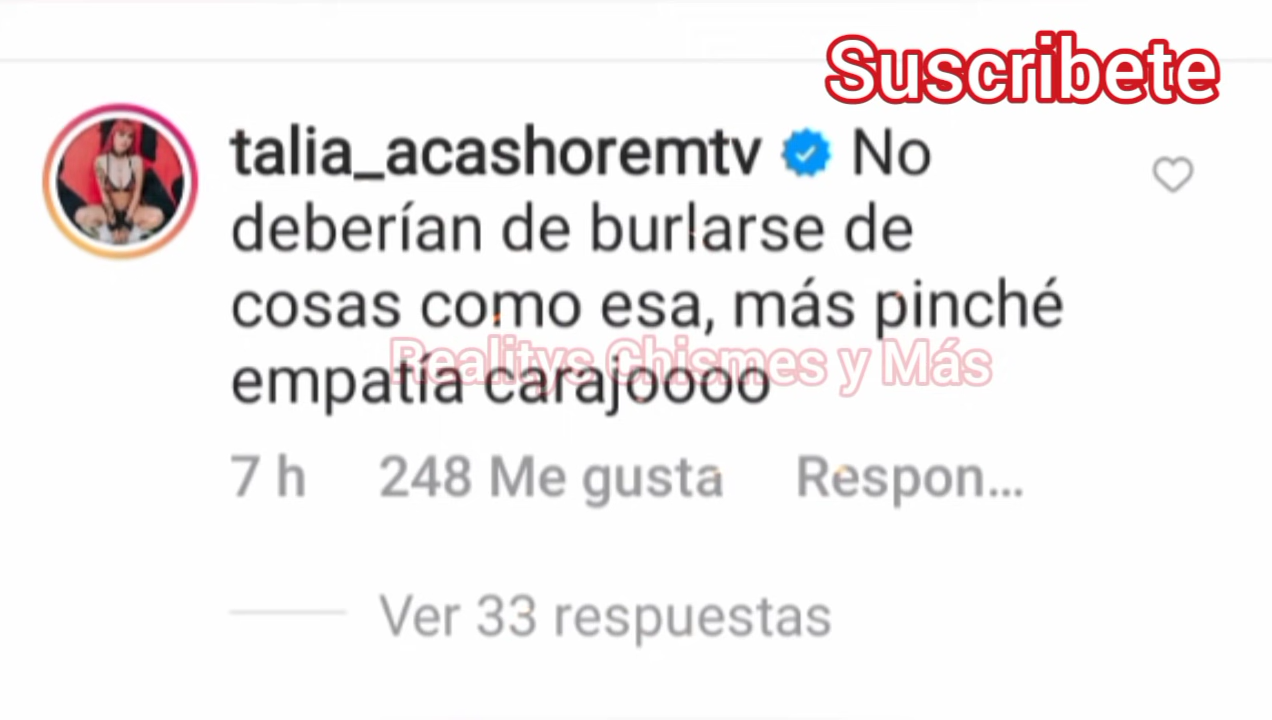 Suscribete
talia_acashoremtv No
deberían de burlarse de
cosas como esa, más pinché
Realitys Chismes y Más
empatía carajoooo
7 h 248 Me gusta Respon...
Ver 33 respuestas